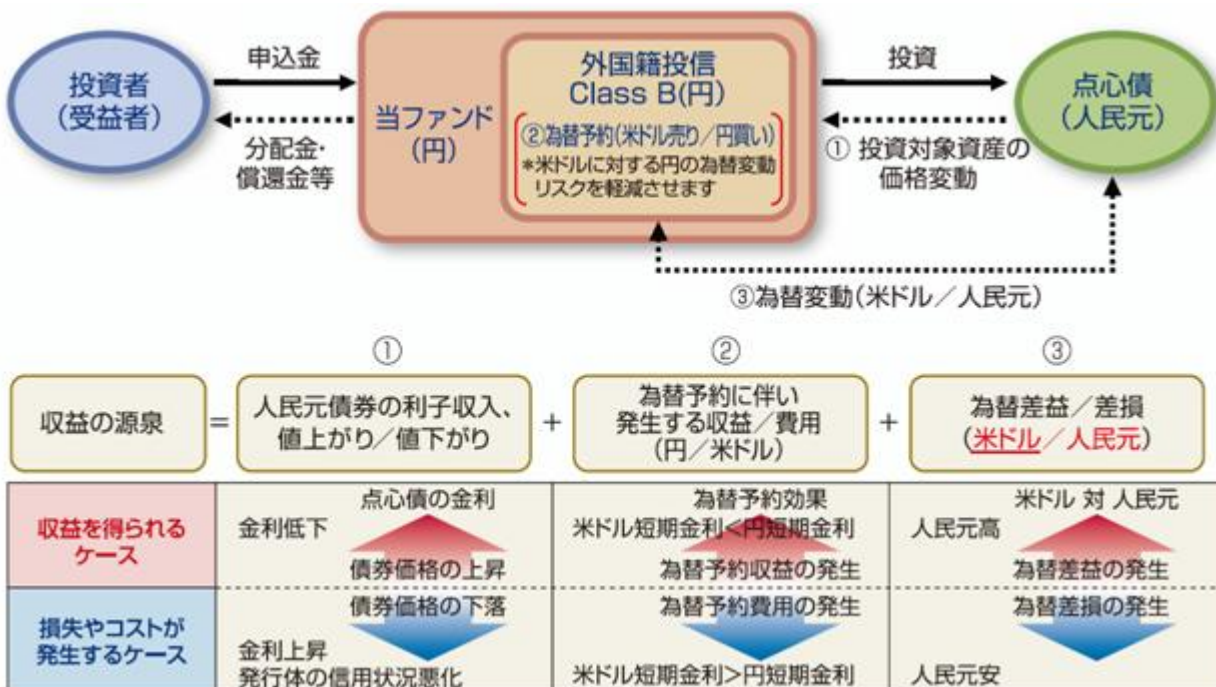 投資者
(受益者)
申込金
分配金・
償還金等
当ファンド
(円)
外国籍投信
Class B(円)
②為替予約(米ドル売り/円買い)
*米ドルに対する円の為替変動
リスクを軽減させます
投資
① 投資対象資産の
価格変動
点心債
(人民元)
③為替変動(米ドル/人民元)
① ② ③
収益の源泉
=
人民元債券の利子収入、
値上がり/値下がり
+
為替予約に伴い
発生する収益/費用
(円/米ドル)
+
為替差益/差損
(米ドル/人民元)
収益を得られる
ケース
点心債の金利
金利低下
債券価格の上昇
為替予約効果
米ドル短期金利<円短期金利
為替予約収益の発生
米ドル 対 人民元
人民元高
為替差益の発生
損失やコストが
発生するケース
債券価格の下落
金利上昇
発行体の信用状況悪化
為替予約費用の発生
米ドル短期金利>円短期金利
為替差損の発生
人民元安